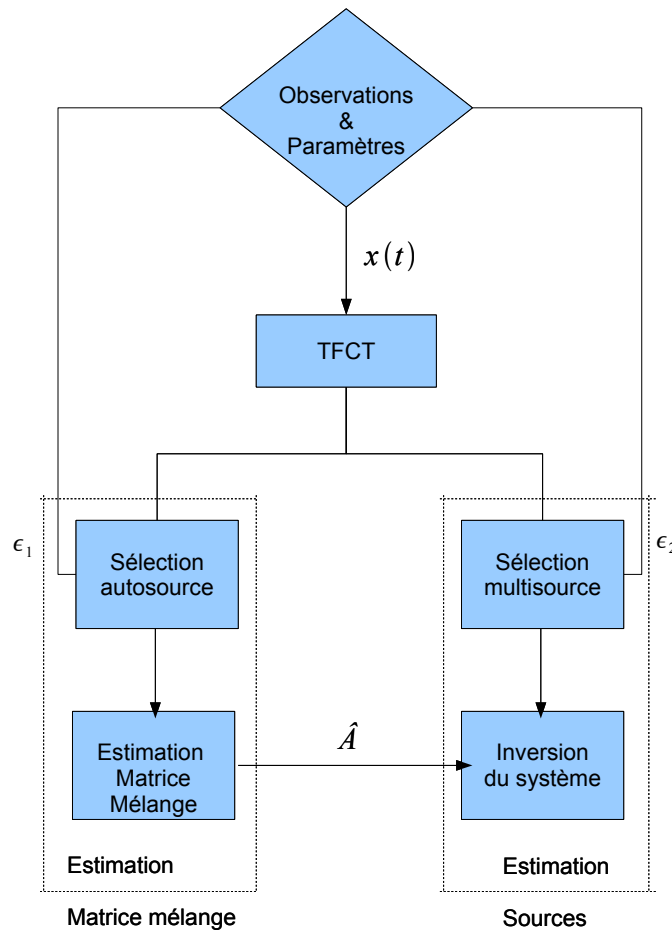 Observations
&
Paramètres
x(t)
TFCT
ϵ₁
Sélection
autosource
Sélection
multisource
ϵ₂
Estimation
Matrice
Mélange
Â
Inversion
du système
Estimation
Matrice mélange
Estimation
Sources